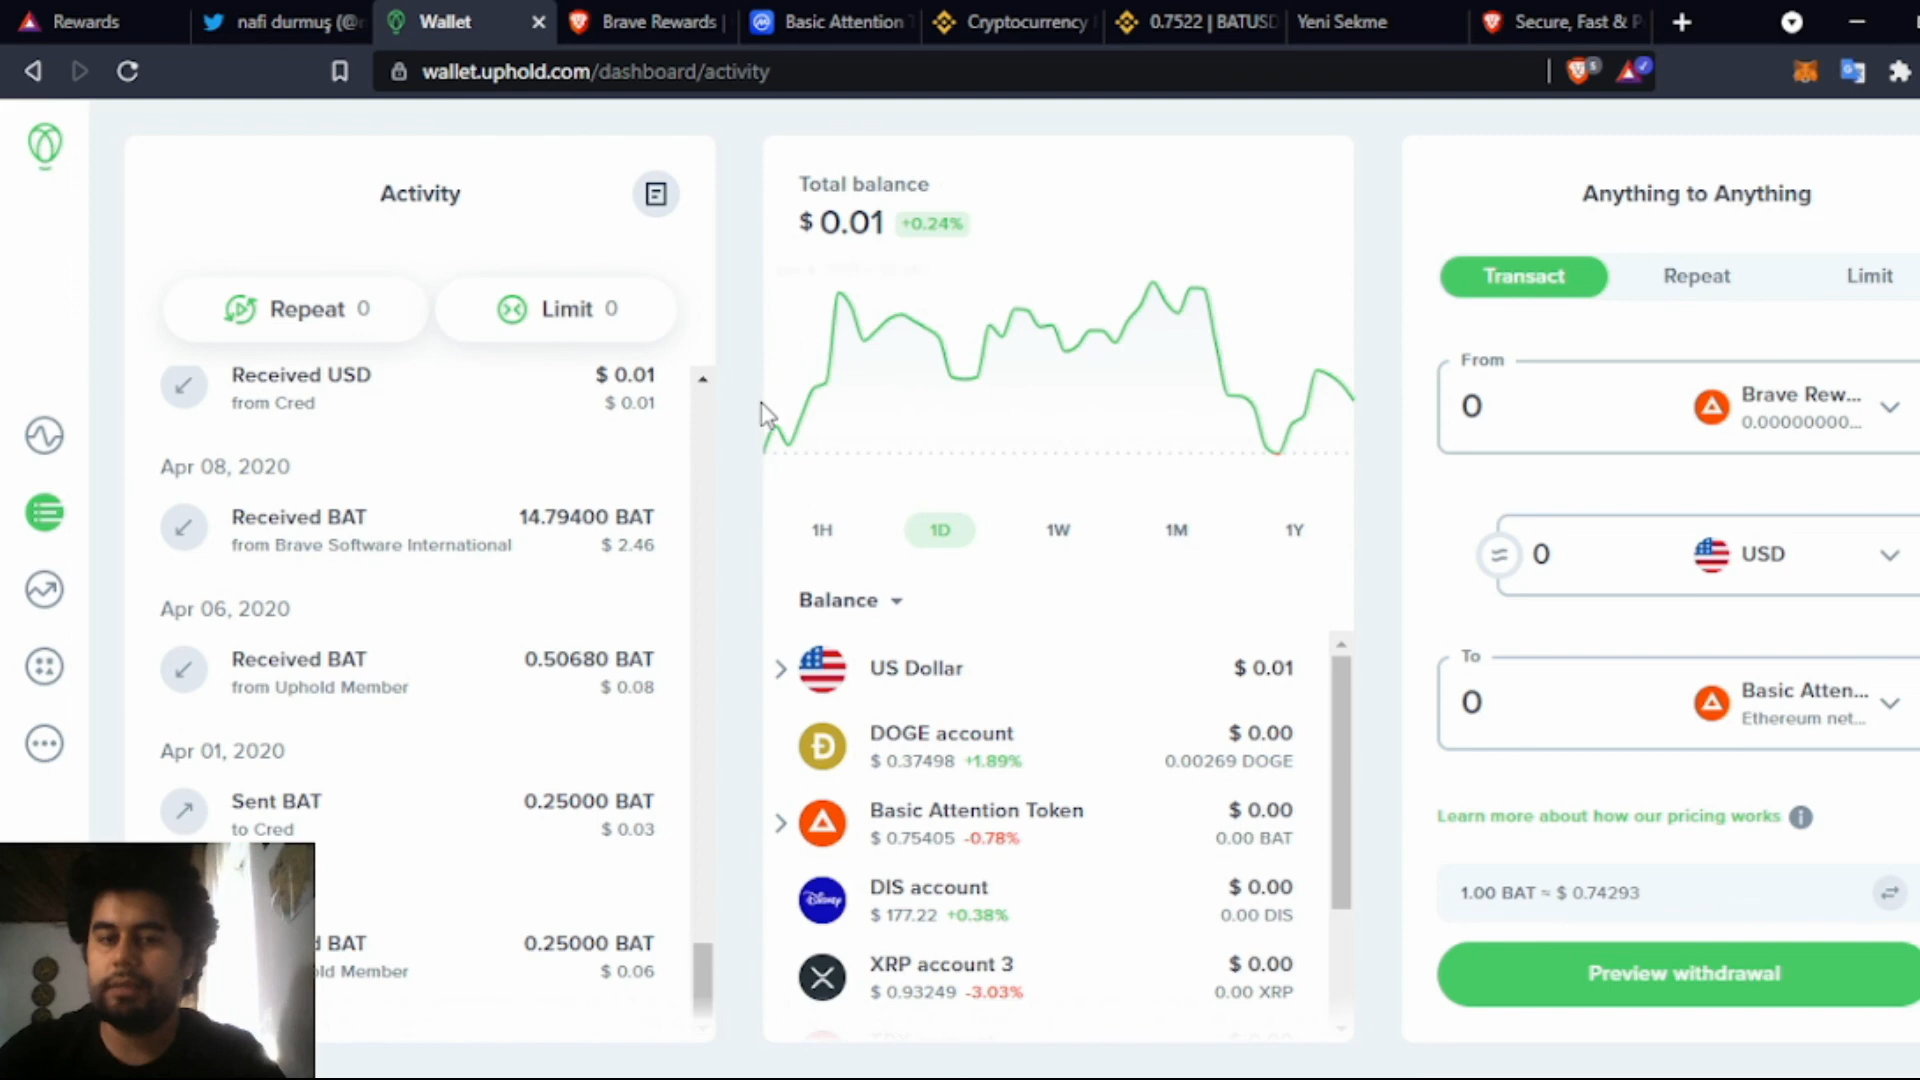 Rewards
nafi durmuş (@n
Wallet
Brave Rewards |
Basic Attention T
Cryptocurrency
0.7522 | BATUSD
Yeni Sekme
Secure, Fast & P
wallet.uphold.com/dashboard/activity
5
Activity
Repeat 0
Limit 0
Received USD
$ 0.01
from Cred
$ 0.01
Apr 08, 2020
Received BAT
14.79400 BAT
from Brave Software International
$ 2.46
Apr 06, 2020
Received BAT
0.50680 BAT
from Uphold Member
$ 0.08
Apr 01, 2020
Sent BAT
0.25000 BAT
to Cred
$ 0.03
BAT
0.25000 BAT
old Member
$ 0.06
Total balance
$ 0.01 +0.24%
1H 1D 1W 1M 1Y
Balance
US Dollar
$ 0.01
DOGE account
$ 0.00
$ 0.37498 +1.89%
0.00269 DOGE
Basic Attention Token
$ 0.00
$ 0.75405 -0.78%
0.00 BAT
Disney
DIS account
$ 0.00
$ 177.22 +0.38%
0.00 DIS
XRP account 3
$ 0.00
$ 0.93249 -3.03%
0.00 XRP
Anything to Anything
Transact Repeat Limit
From
0
Brave Rew...
0.00000000...
0
USD
To
0
Basic Atten...
Ethereum net...
Learn more about how our pricing works
1.00 BAT ≈ $ 0.74293
Preview withdrawal